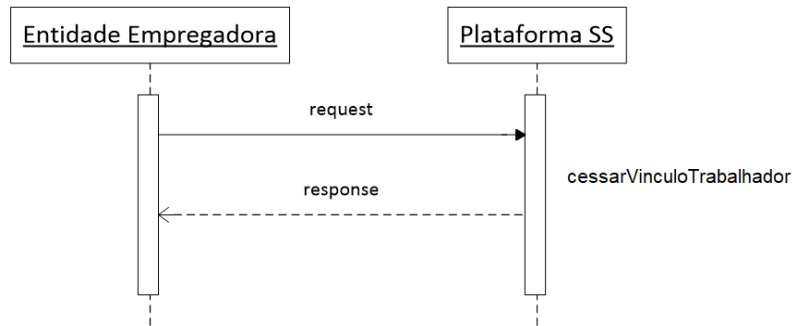 Entidade Empregadora
Plataforma SS
request
cessarVinculoTrabalhador
response